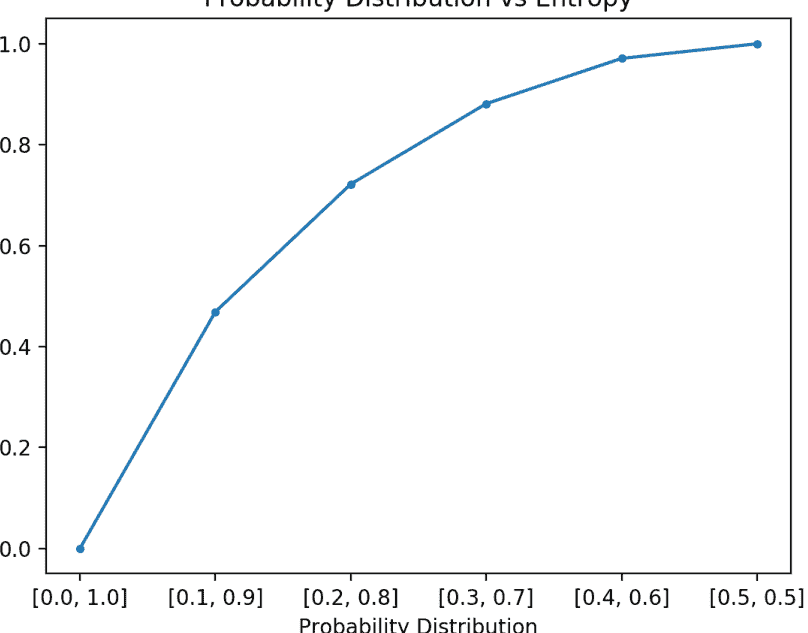 Probability Distribution vs Entropy
1.0
0.8
0.6
0.4
0.2
0.0
[0.0, 1.0] [0.1, 0.9] [0.2, 0.8] [0.3, 0.7] [0.4, 0.6] [0.5, 0.5]
Probability Distribution